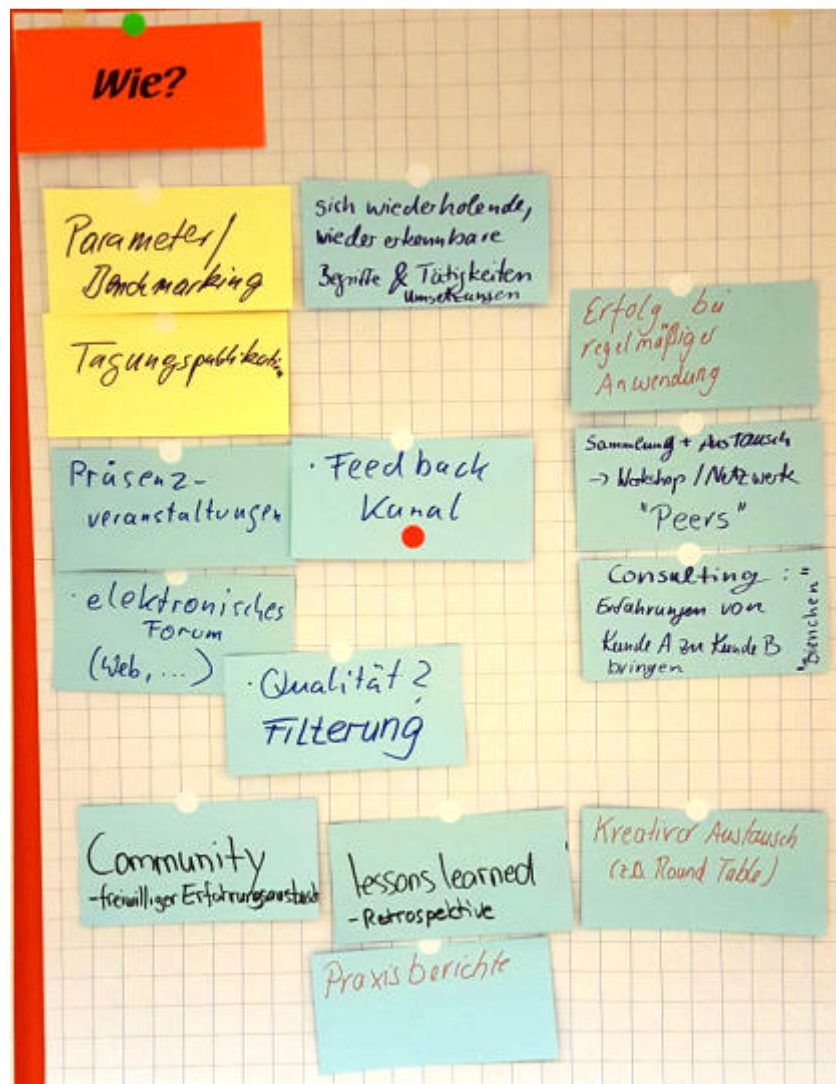 Wie?
Parameter/
Benchmarking
sich wiederholende,
wieder erkennbare
Begriffe & Tätigkeiten
Umsetzungen
Tagungspublikation
Erfolg bei
regelmäßiger
Anwendung
Präsenz-
veranstaltungen
· Feedback
Kanal
Sammlung + Austausch
-> Workshop / Netzwerk
"Peers"
· elektronisches
Forum
(Web, ...)
· Qualität?
Filterung
Consulting :
Erfahrungen von
Kunde A zu Kunde B
bringen
"Bienchen"
Community
- freiwilliger Erfahrungsaustausch
lessons learned
- Retrospektive
Kreativer Austausch
(z.B. Round Table)
Praxisberichte